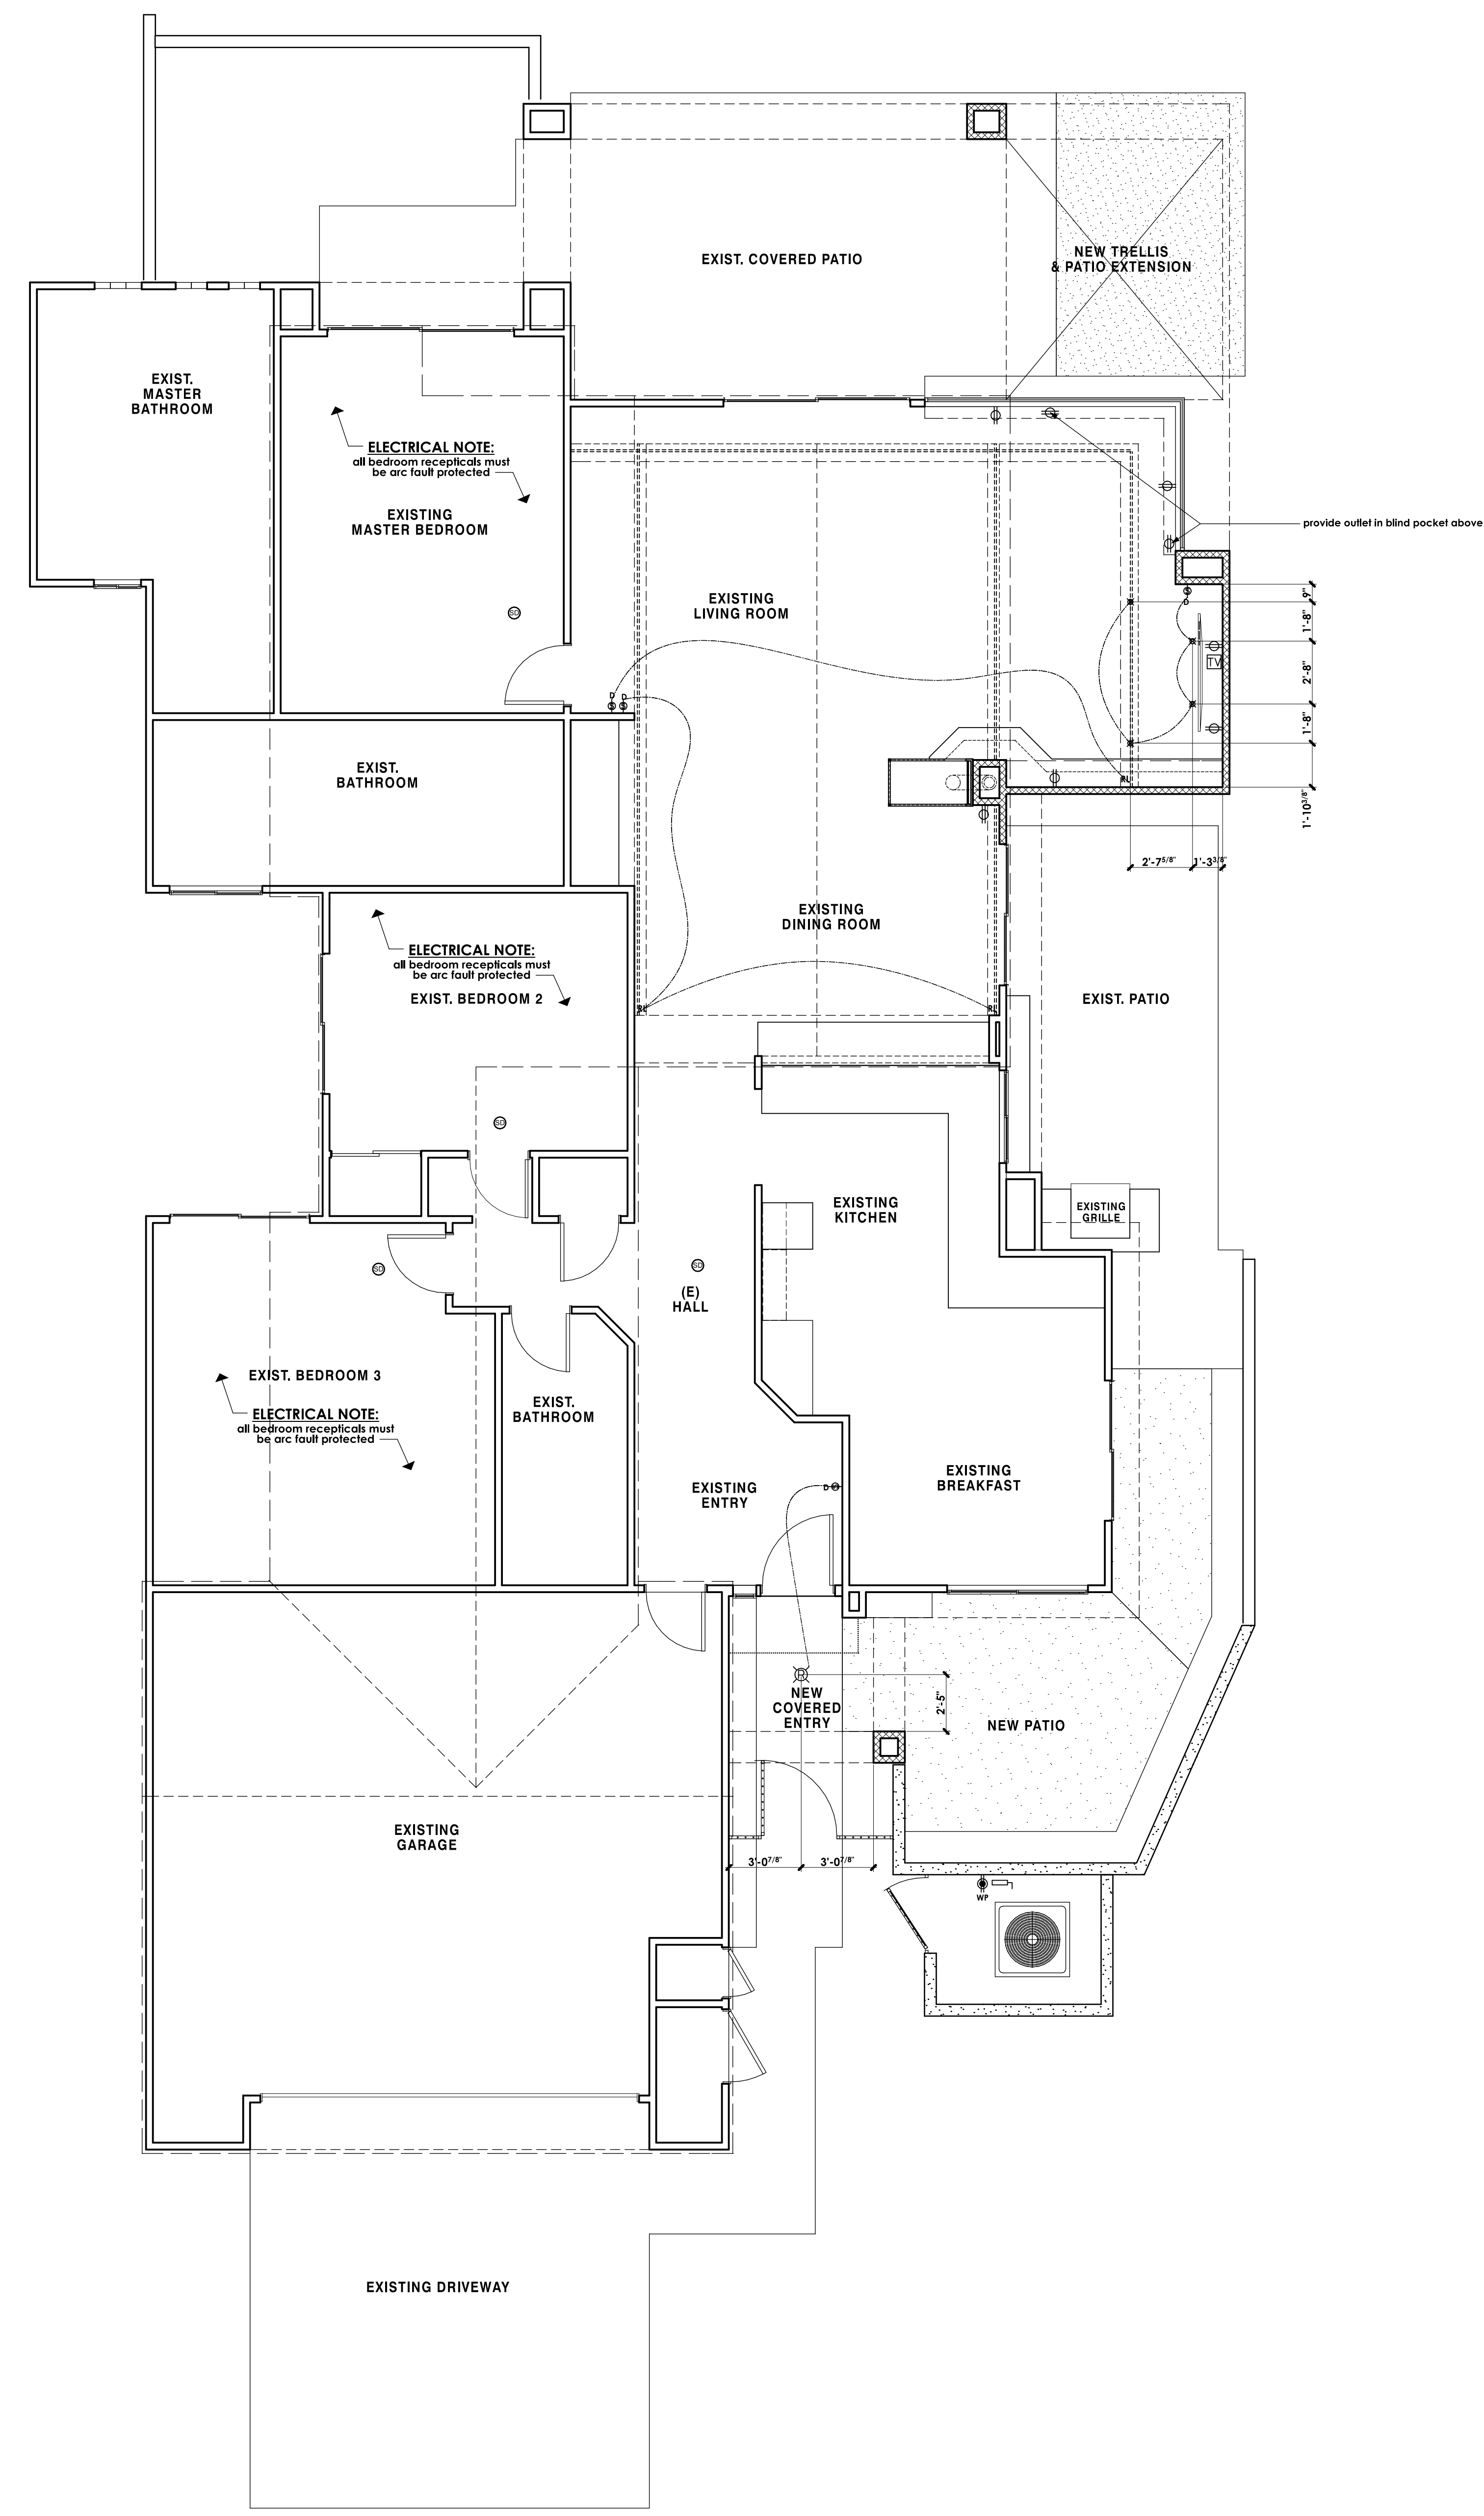 EXIST. COVERED PATIO
NEW TRELLIS
& PATIO EXTENSION
EXIST.
MASTER
BATHROOM
ELECTRICAL NOTE:
all bedroom recepticals must
be arc fault protected
EXISTING
MASTER BEDROOM
provide outlet in blind pocket above
SD
EXISTING
LIVING ROOM
S
D
9"
1'-8"
2'-8"
1'-8"
1'-10 3/8"
TV
D D
S S
EXIST.
BATHROOM
RL
2'-7 5/8"
1'-3 3/8"
EXISTING
DINING ROOM
ELECTRICAL NOTE:
all bedroom recepticals must
be arc fault protected
EXIST. BEDROOM 2
EXIST. PATIO
RL
RL
SD
EXISTING
KITCHEN
EXISTING
GRILLE
SD
SD
(E)
HALL
EXIST. BEDROOM 3
ELECTRICAL NOTE:
all bedroom recepticals must
be arc fault protected
EXIST.
BATHROOM
EXISTING
ENTRY
D S
EXISTING
BREAKFAST
R
NEW
COVERED
ENTRY
2'-5"
NEW PATIO
EXISTING
GARAGE
3'-0 7/8"
3'-0 7/8"
WP
EXISTING DRIVEWAY